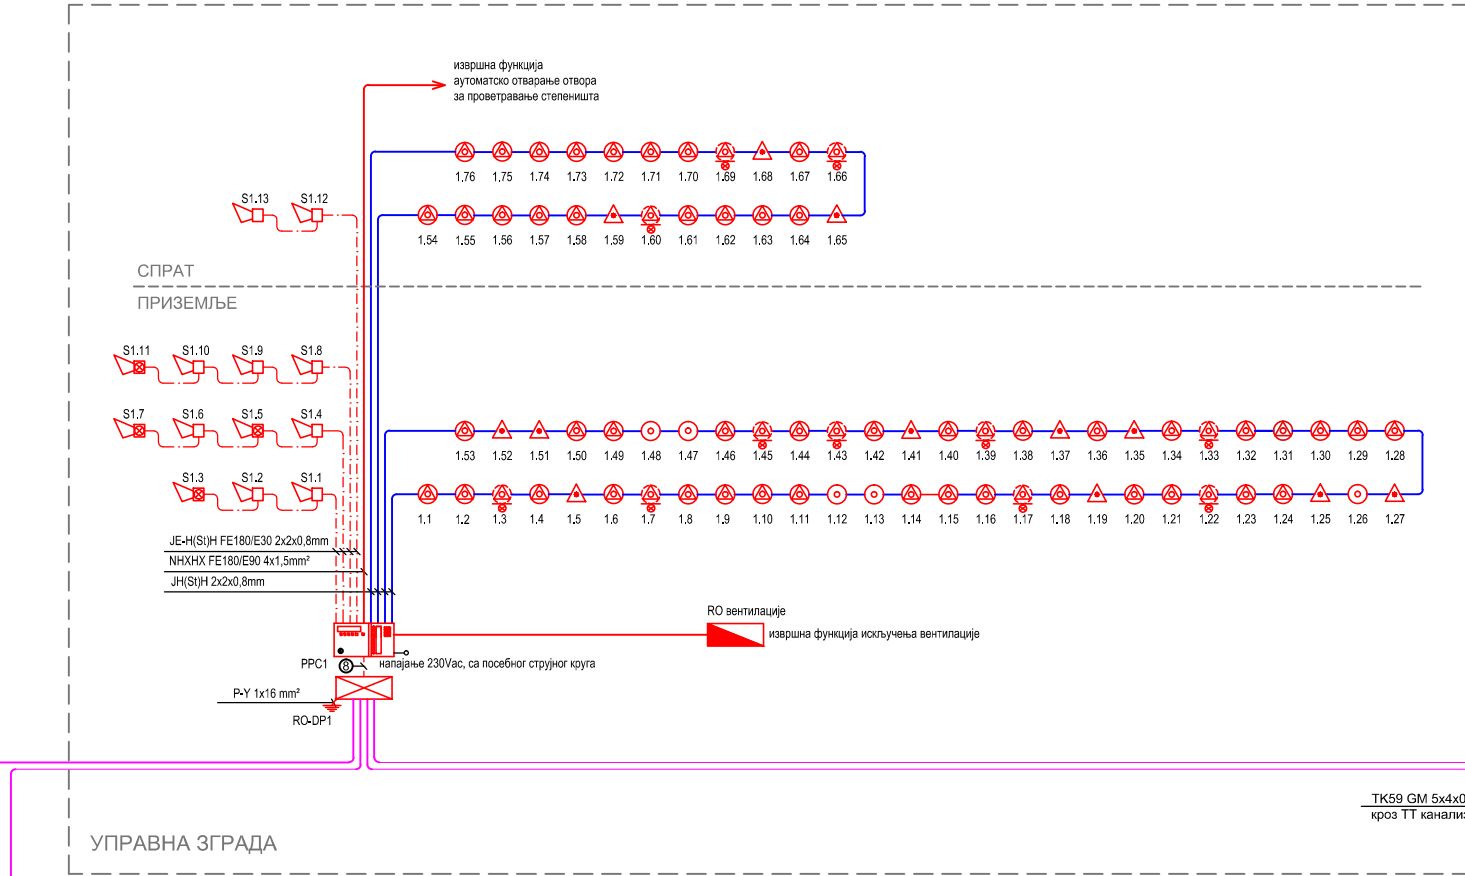 извршна функција
аутоматско отварање отвора
за проветравање степеништа
1.76 1.75 1.74 1.73 1.72 1.71 1.70 1.69 1.68 1.67 1.66
S1.13 S1.12
1.54 1.55 1.56 1.57 1.58 1.59 1.60 1.61 1.62 1.63 1.64 1.65
СПРАТ
ПРИЗЕМЉЕ
S1.11 S1.10 S1.9 S1.8
S1.7 S1.6 S1.5 S1.4
1.53 1.52 1.51 1.50 1.49 1.48 1.47 1.46 1.45 1.44 1.43 1.42 1.41 1.40 1.39 1.38 1.37 1.36 1.35 1.34 1.33 1.32 1.31 1.30 1.29 1.28
S1.3 S1.2 S1.1
1.1 1.2 1.3 1.4 1.5 1.6 1.7 1.8 1.9 1.10 1.11 1.12 1.13 1.14 1.15 1.16 1.17 1.18 1.19 1.20 1.21 1.22 1.23 1.24 1.25 1.26 1.27
JE-H(St)H FE180/E30 2x2x0,8mm
NHXHX FE180/E90 4x1,5mm²
JH(St)H 2x2x0,8mm
RO вентилације
извршна функција искључења вентилације
PPC1 8 напајање 230Vac, са посебног струјног круга
P-Y 1x16 mm²
RO-DP1
TK59 GM 5x4x0
кроз ТТ канализ
УПРАВНА ЗГРАДА